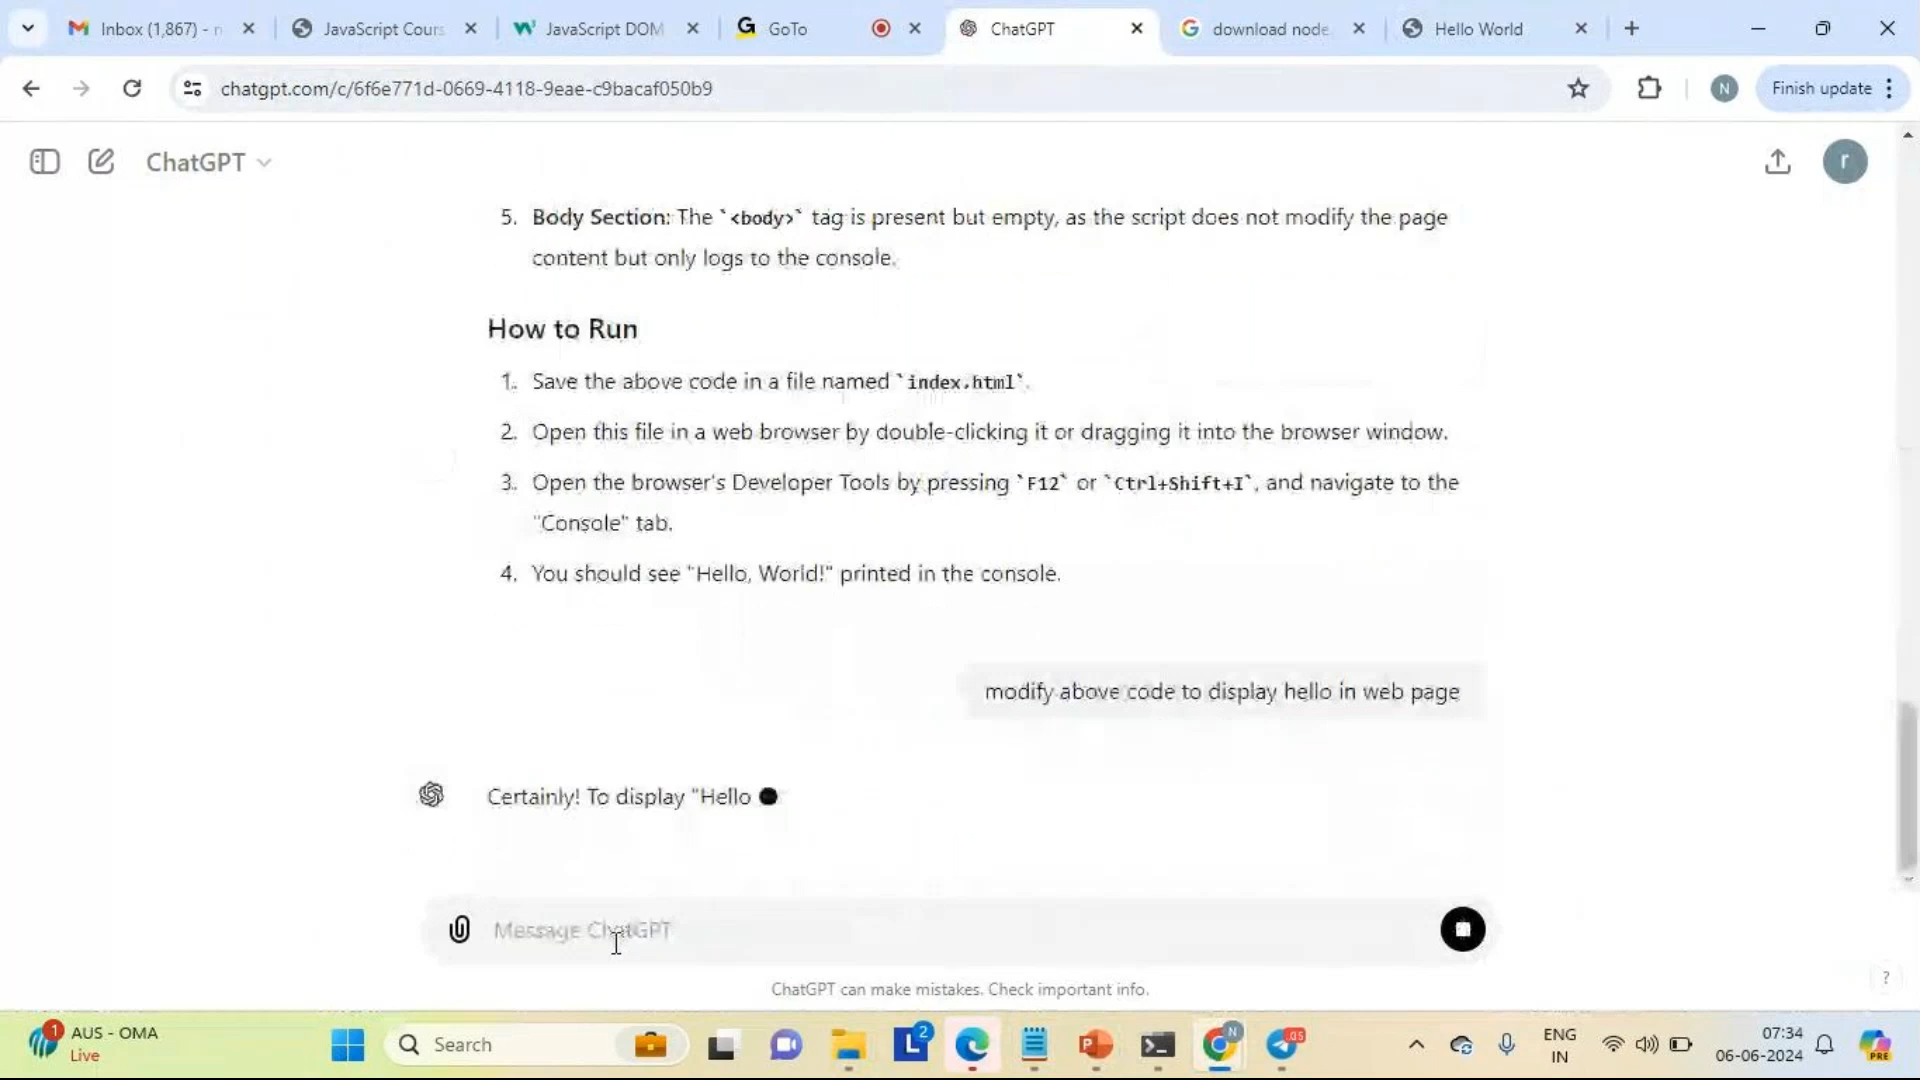 Inbox (1,867) - n
JavaScript Cours
JavaScript DOM
GoTo
ChatGPT
download node.
Hello World
chatgpt.com/c/6f6e771d-0669-4118-9eae-c9bacaf050b9
N
Finish update
ChatGPT
r
5. Body Section: The `<body>` tag is present but empty, as the script does not modify the page
content but only logs to the console.
How to Run
1. Save the above code in a file named `index.html`.
2. Open this file in a web browser by double-clicking it or dragging it into the browser window.
3. Open the browser's Developer Tools by pressing `F12` or `Ctrl+Shift+I`, and navigate to the
"Console" tab.
4. You should see "Hello, World!" printed in the console.
modify above code to display hello in web page
Certainly! To display "Hello
Message ChatGPT
ChatGPT can make mistakes. Check important info.
?
1
AUS - OMA
Live
Search
L
2
N
05
ENG
IN
07:34
06-06-2024
PRE